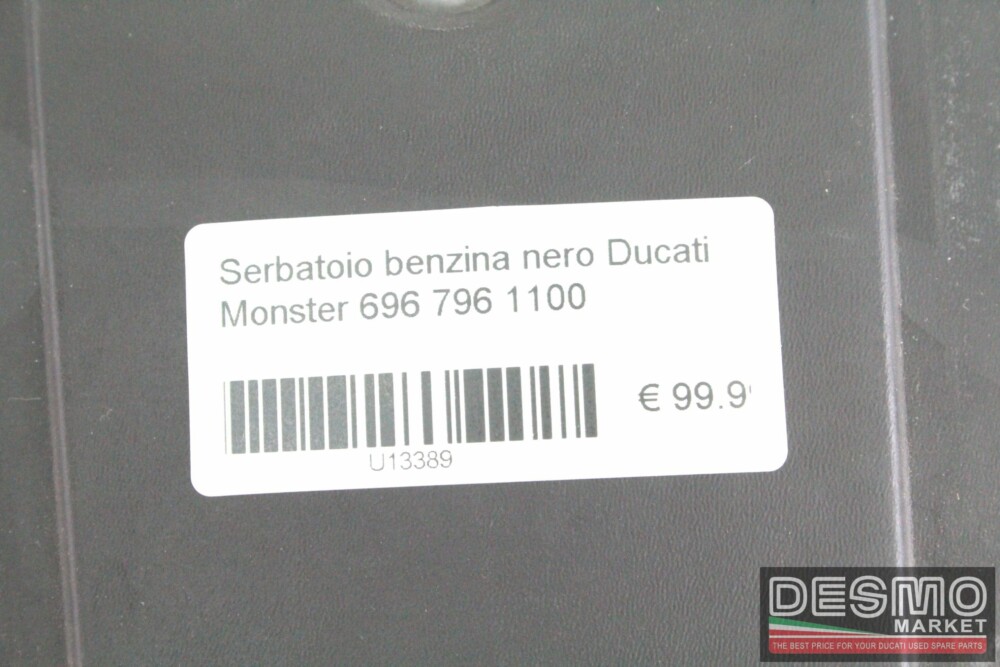 Serbatoio benzina nero Ducati
Monster 696 796 1100
€ 99.9
U13389
DESMO
MARKET
THE BEST PRICE FOR YOUR DUCATI USED SPARE PARTS